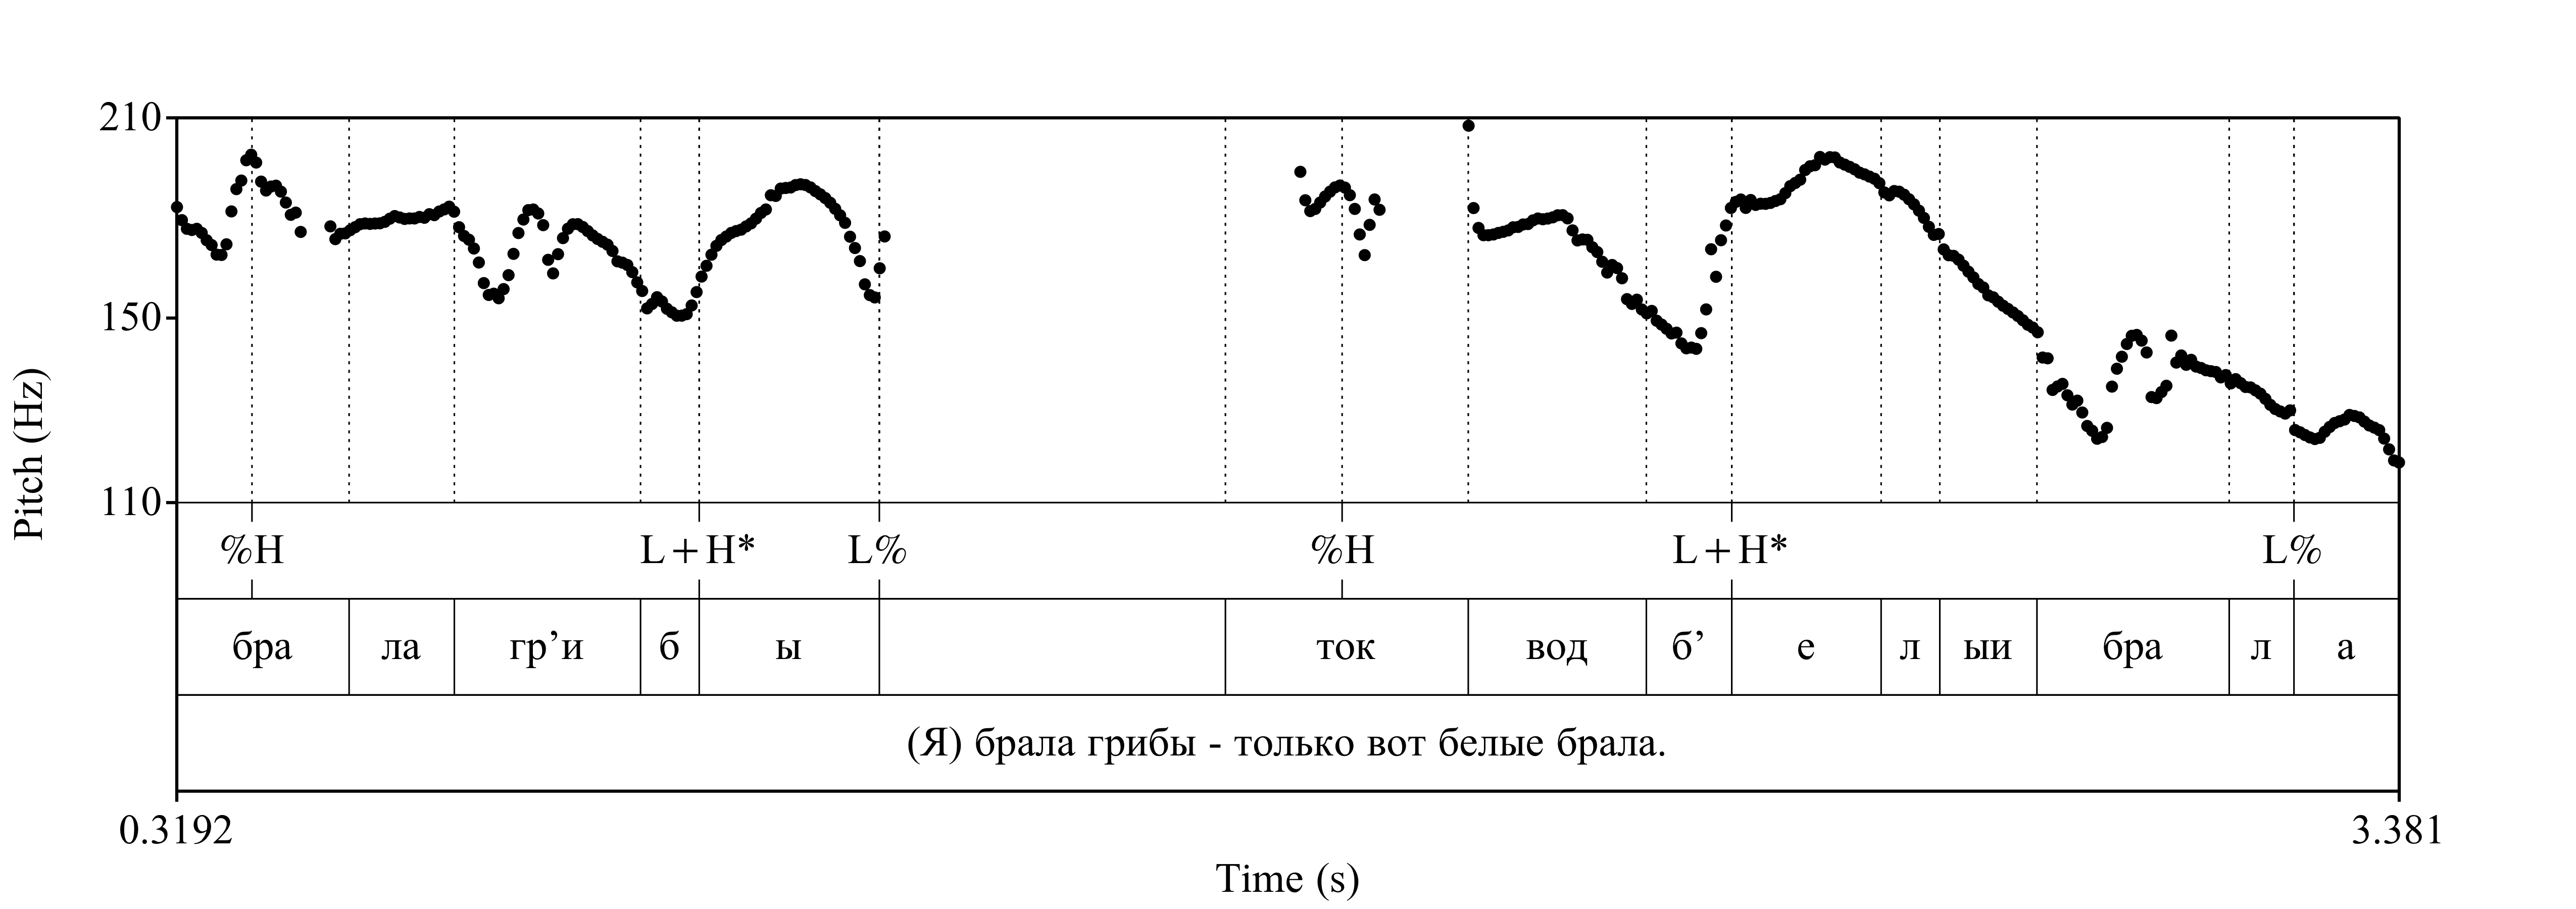 210
150
110
Pitch (Hz)
%H L+H* L% %H L+H* L%
бра ла гр’и б ы ток вод б’ е л ыи бра л а
(Я) брала грибы - только вот белые брала.
0.3192 3.381
Time (s)